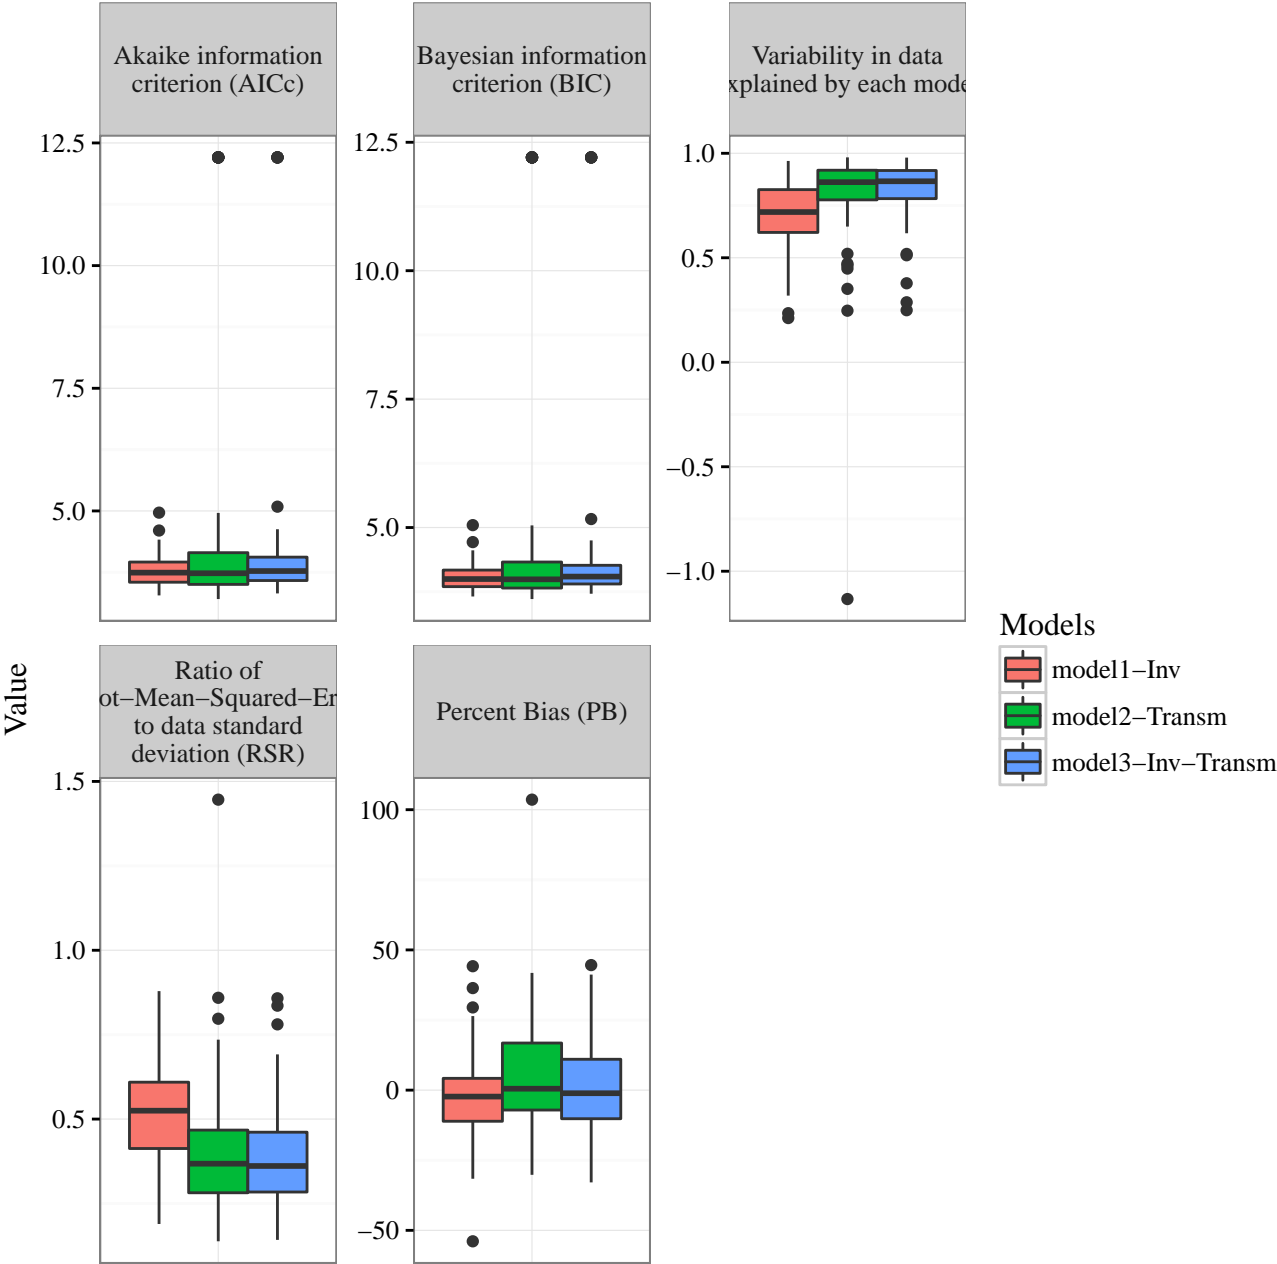 Akaike information
criterion (AICc)
Bayesian information
criterion (BIC)
Variability in data
xplained by each mode
12.5
10.0
7.5
5.0
12.5
10.0
7.5
5.0
1.0
0.5
0.0
−0.5
−1.0
Value
Ratio of
ot−Mean−Squared−Er
to data standard
deviation (RSR)
Percent Bias (PB)
1.5
1.0
0.5
100
50
0
−50
Models
model1−Inv
model2−Transm
model3−Inv−Transm